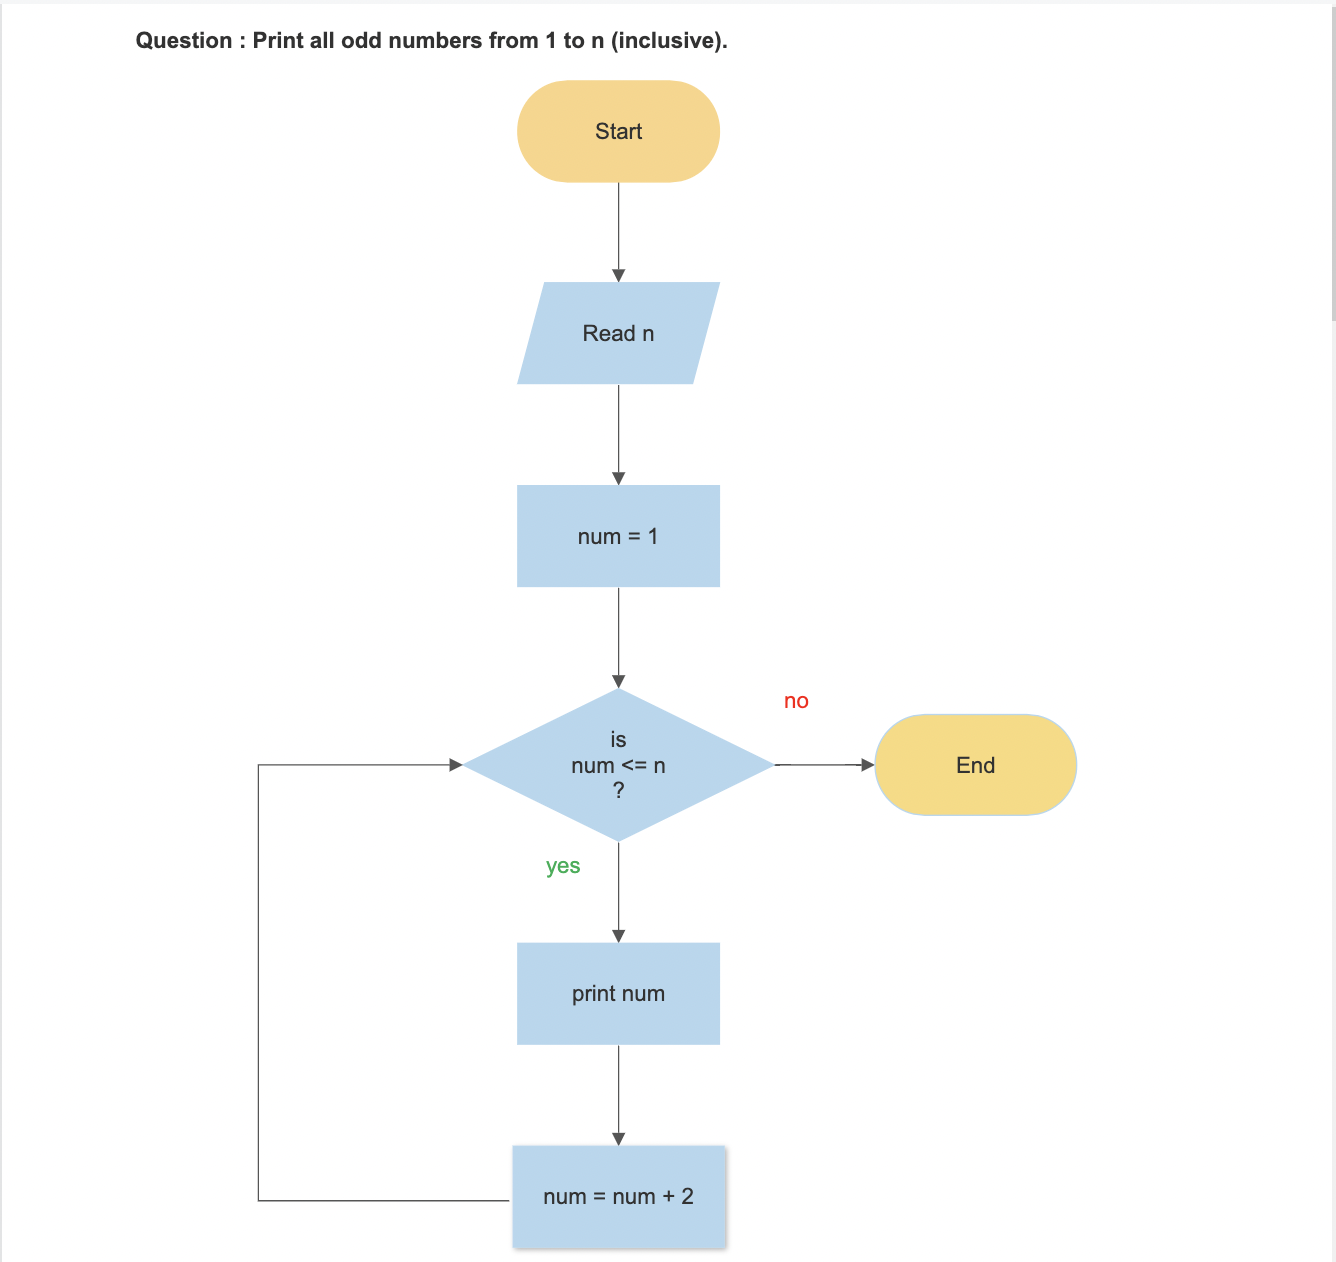 Question : Print all odd numbers from 1 to n (inclusive).
Start
Read n
num = 1
is
num <= n
?
no
End
yes
print num
num = num + 2